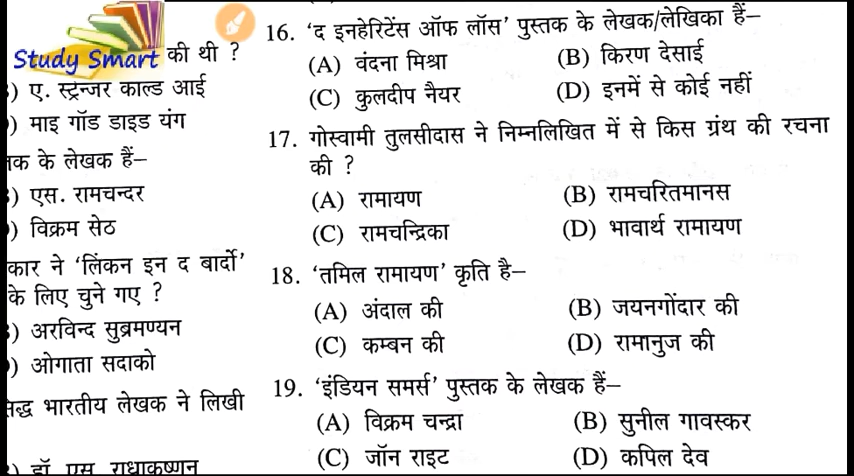 Study Smart
की थी ?
) ए. स्ट्रेन्जर काल्ड आई
) माइ गॉड डाइड यंग
के लेखक हैं–
) एस. रामचन्दर
) विक्रम सेठ
कार ने ‘लिंकन इन द बार्दो’
के लिए चुने गए ?
) अरविन्द सुब्रमण्यन
) ओगाता सदाको
भारतीय लेखक ने लिखी
) डॉ. एस. राधाकृष्णन
16. ‘द इनहेरिटेंस ऑफ लॉस’ पुस्तक के लेखक/लेखिका हैं–
(A) वंदना मिश्रा (B) किरण देसाई
(C) कुलदीप नैयर (D) इनमें से कोई नहीं
17. गोस्वामी तुलसीदास ने निम्नलिखित में से किस ग्रंथ की रचना
की ?
(A) रामायण (B) रामचरितमानस
(C) रामचन्द्रिका (D) भावार्थ रामायण
18. ‘तमिल रामायण’ कृति है–
(A) अंदाल की (B) जयनगोंदार की
(C) कम्बन की (D) रामानुज की
19. ‘इंडियन समर्स’ पुस्तक के लेखक हैं–
(A) विक्रम चन्द्रा (B) सुनील गावस्कर
(C) जॉन राइट (D) कपिल देव